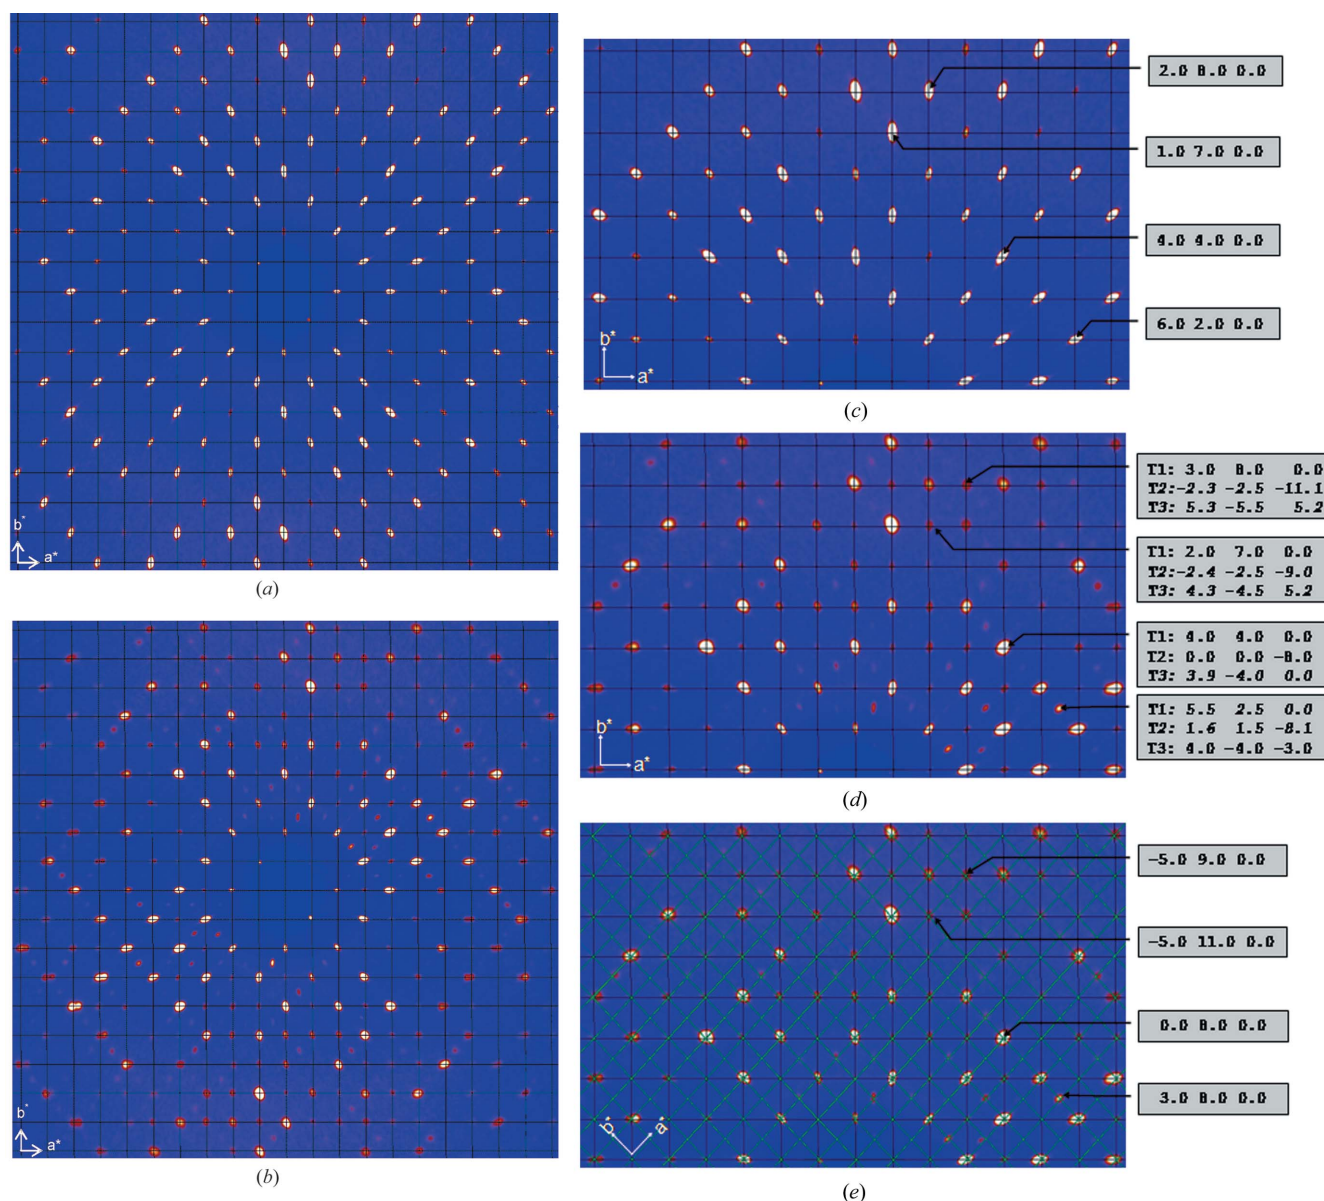 b*
a*
(a)
b*
a*
(b)
2.0 8.0 0.0
1.0 7.0 0.0
4.0 4.0 0.0
6.0 2.0 0.0
b*
a*
(c)
T1: 3.0 8.0 0.0
T2:-2.3 -2.5 -11.1
T3: 5.3 -5.5 5.2
T1: 2.0 7.0 0.0
T2:-2.4 -2.5 -9.0
T3: 4.3 -4.5 5.2
T1: 4.0 4.0 0.0
T2: 0.0 0.0 -8.0
T3: 3.9 -4.0 0.0
T1: 5.5 2.5 0.0
T2: 1.6 1.5 -8.1
T3: 4.0 -4.0 -3.0
b*
a*
(d)
-5.0 9.0 0.0
-5.0 11.0 0.0
0.0 8.0 0.0
3.0 8.0 0.0
b*
a*
(e)